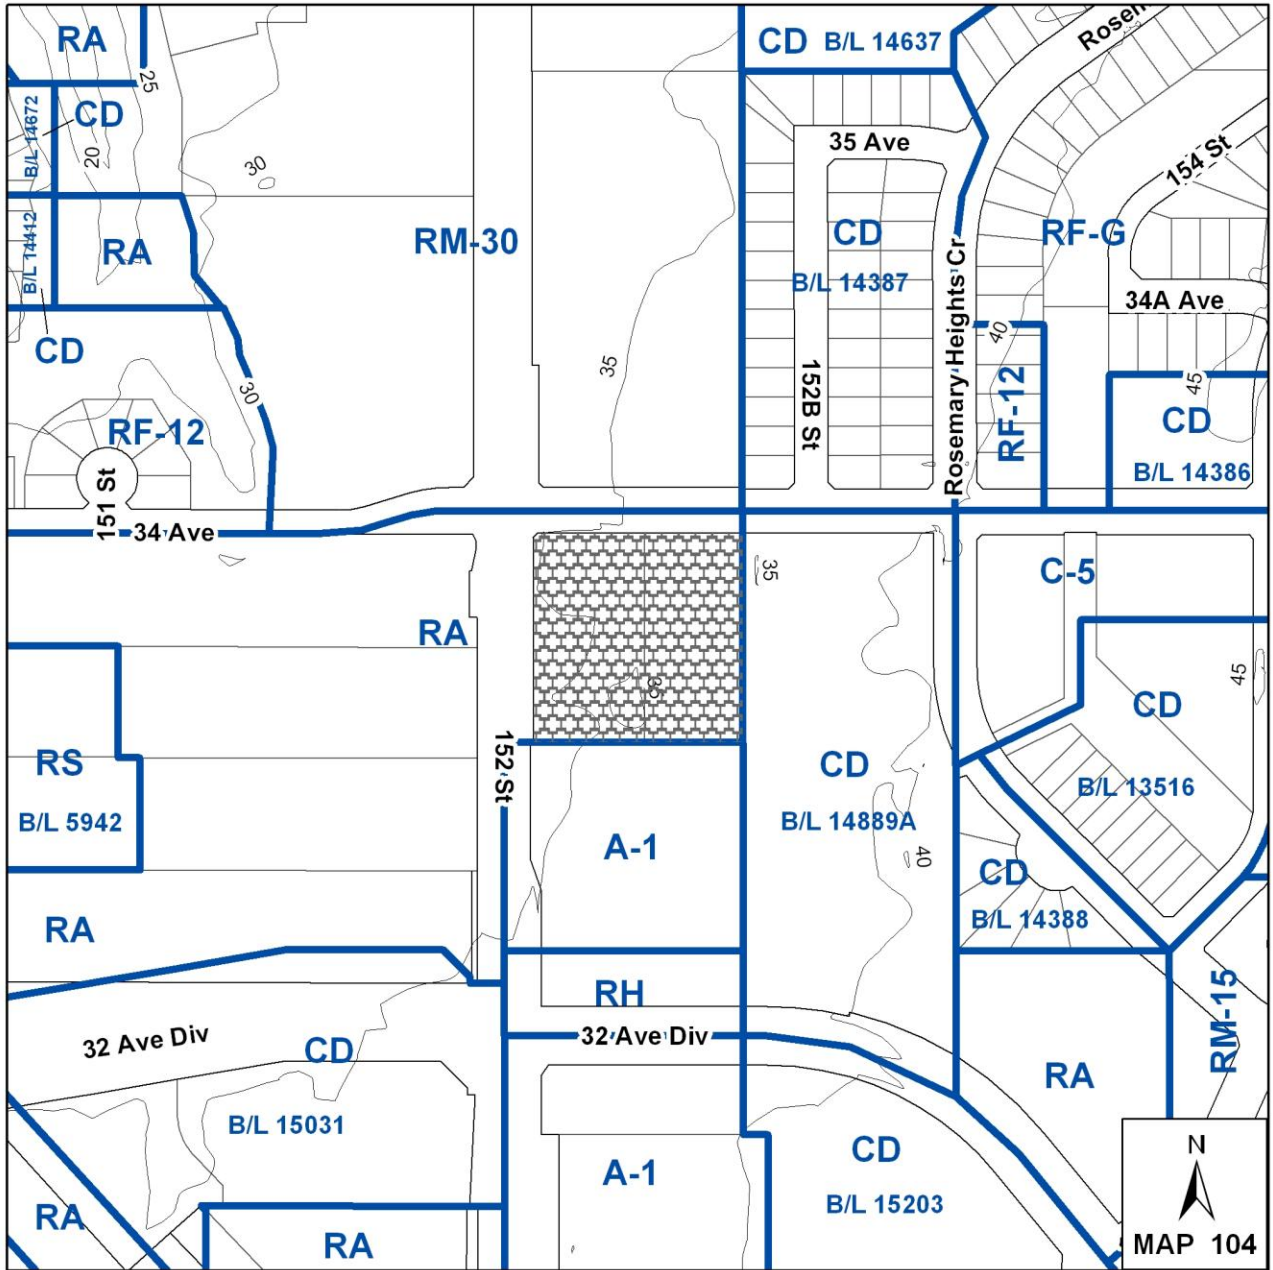 RA
CD B/L 14637
25
B/L 14672
CD
20
30
35 Ave
154 St
B/L 14412
RA
RM-30
CD
B/L 14387
Rosemary Heights Cr
RF-G
34A Ave
CD
35
152B St
40
RF-12
45
CD
B/L 14386
30
RF-12
151 St
34 Ave
35
C-5
RA
35
45
CD
152 St
RS
B/L 5942
CD
B/L 14889A
B/L 13516
A-1
40
CD
B/L 14388
RA
RH
RM-15
32 Ave Div
32 Ave Div
CD
RA
B/L 15031
CD
A-1
B/L 15203
N
RA
RA
MAP 104